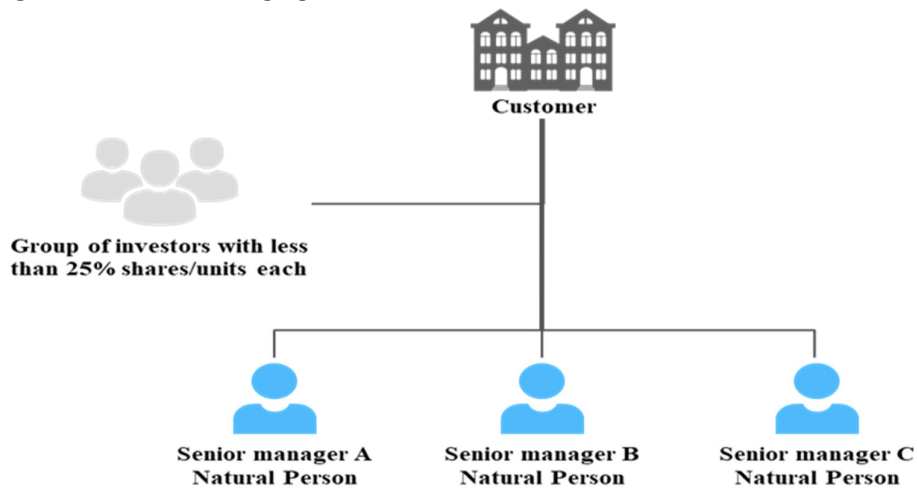 Customer
Group of investors with less
than 25% shares/units each
Senior manager A
Natural Person
Senior manager B
Natural Person
Senior manager C
Natural Person